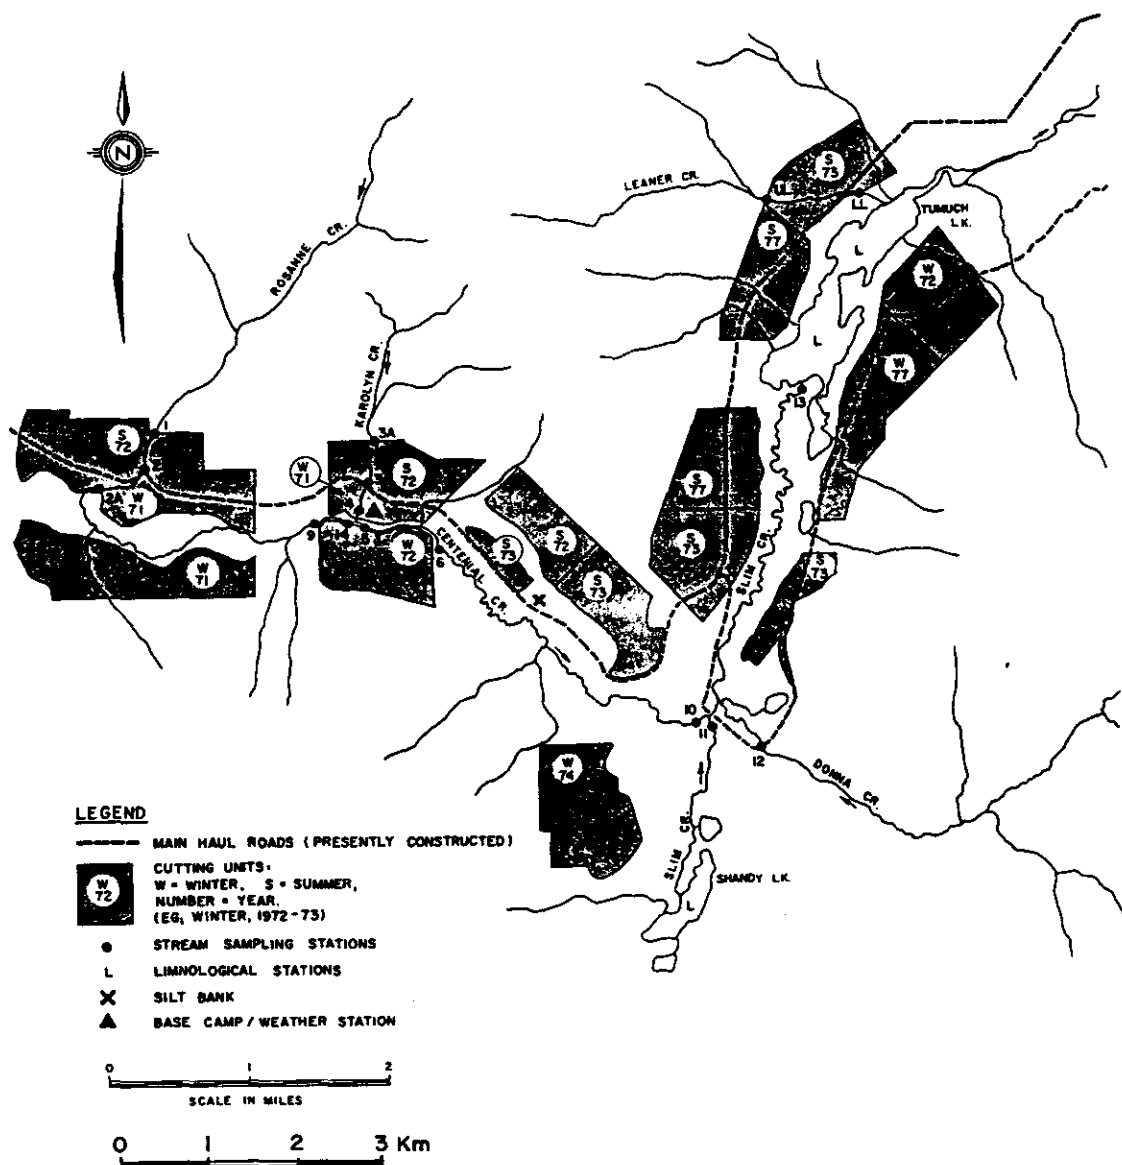 N
LEANER CR.
S
73
UL
LL
TUMUCH
LK.
L
S
77
W
72
ROSANNE CR.
L
W
77
KAROLYN CR.
13
1
S
72
3A
W
71
S
72
S
77
2A
W
71
9
W
72
6
CENTENIAL CR.
S
73
S
72
S
73
S
73
SLIM CR.
S
73
W
71
10
11
12
DONNA CR.
W
74
SLIM CR.
SHANDY LK.
L
LEGEND
MAIN HAUL ROADS (PRESENTLY CONSTRUCTED)
W
72
CUTTING UNITS:
W = WINTER, S = SUMMER,
NUMBER = YEAR.
(EG, WINTER, 1972-73)
STREAM SAMPLING STATIONS
L LIMNOLOGICAL STATIONS
SILT BANK
BASE CAMP / WEATHER STATION
0 1 2
SCALE IN MILES
0 1 2 3 Km